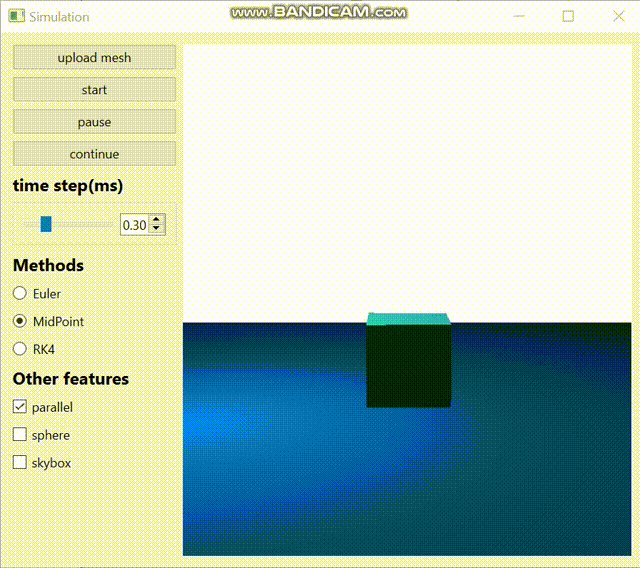 Simulation
www.BANDICAM.com
upload mesh
start
pause
continue
time step(ms)
0.30
Methods
Euler
MidPoint
RK4
Other features
parallel
sphere
skybox